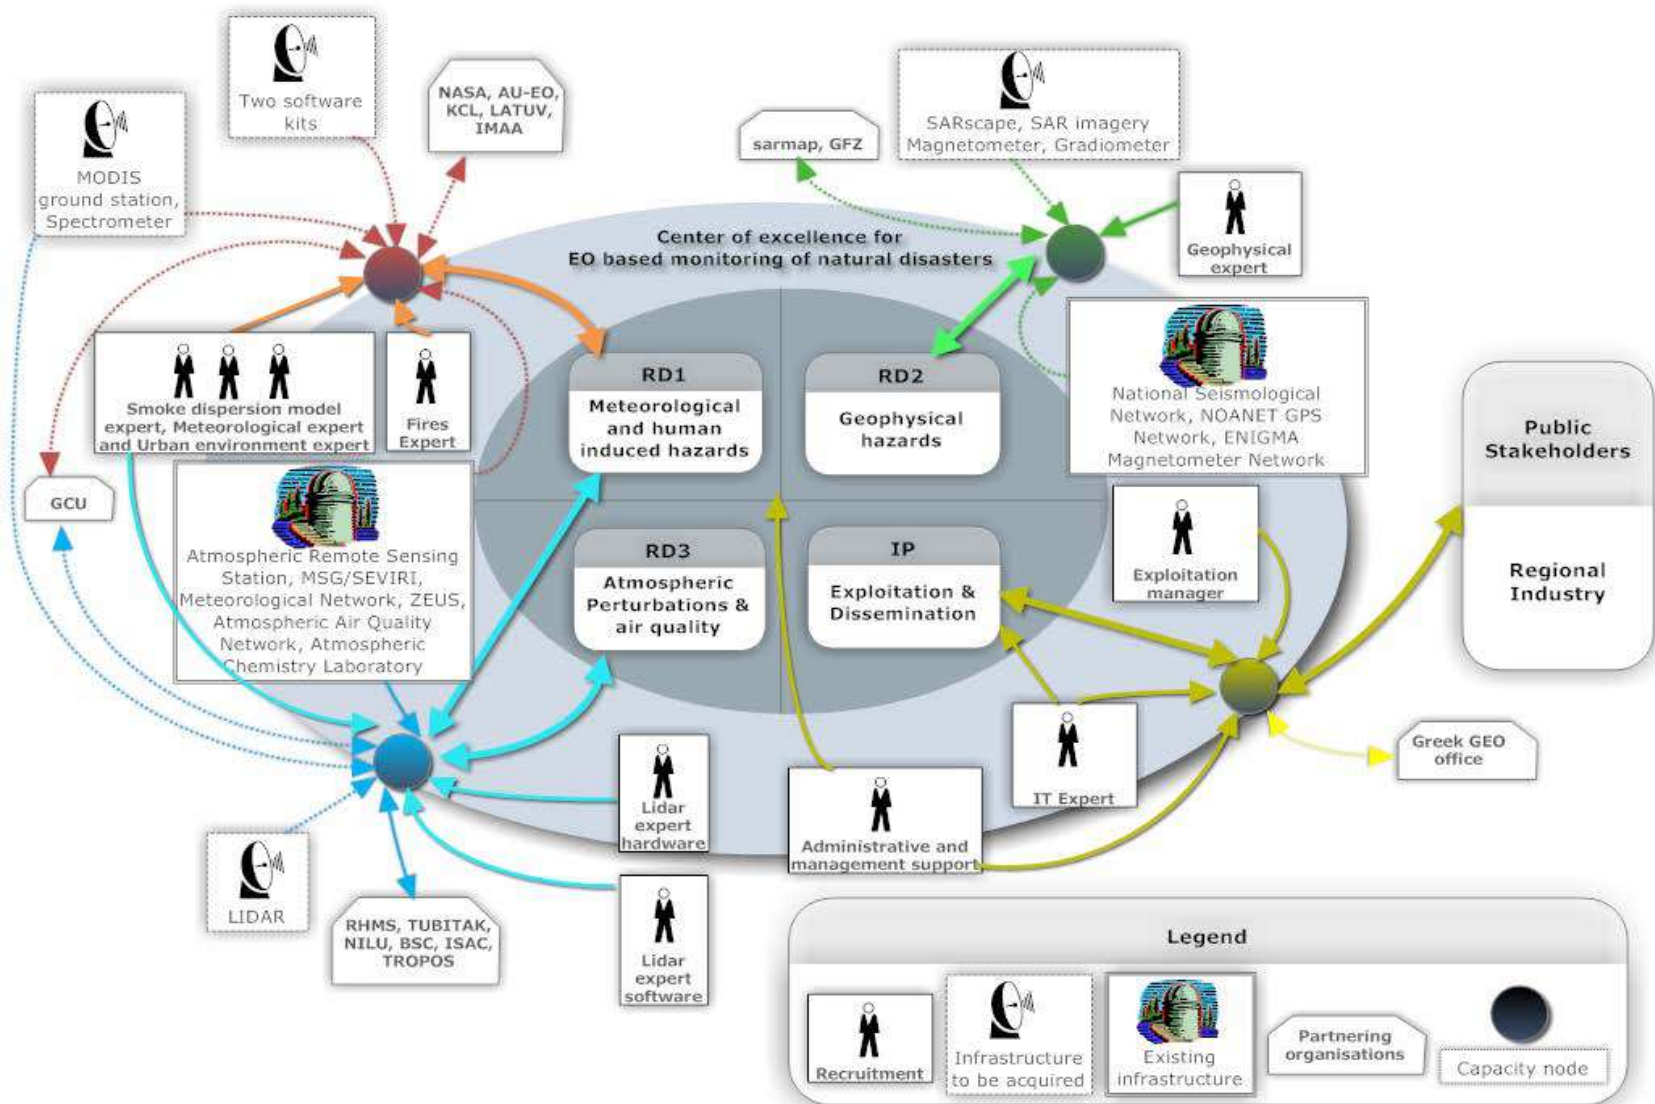 Two software
kits
NASA, AU-EO,
KCL, LATUV,
IMAA
MODIS
ground station,
Spectrometer
sarmap, GFZ
SARscape, SAR imagery
Magnetometer, Gradiometer
Geophysical
expert
Center of excellence for
EO based monitoring of natural disasters
Smoke dispersion model
expert, Meteorological expert
and Urban environment expert
Fires
Expert
RD1
Meteorological
and human
induced hazards
RD2
Geophysical
hazards
National Seismological
Network, NOANET GPS
Network, ENIGMA
Magnetometer Network
Public
Stakeholders
Regional
Industry
GCU
Atmospheric Remote Sensing
Station, MSG/SEVIRI,
Meteorological Network, ZEUS,
Atmospheric Air Quality
Network, Atmospheric
Chemistry Laboratory
RD3
Atmospheric
Perturbations &
air quality
IP
Exploitation &
Dissemination
Exploitation
manager
IT Expert
Greek GEO
office
Lidar
expert
hardware
Administrative and
management support
LIDAR
RHMS, TUBITAK,
NILU, BSC, ISAC,
TROPOS
Lidar
expert
software
Legend
Recruitment
Infrastructure
to be acquired
Existing
infrastructure
Partnering
organisations
Capacity node